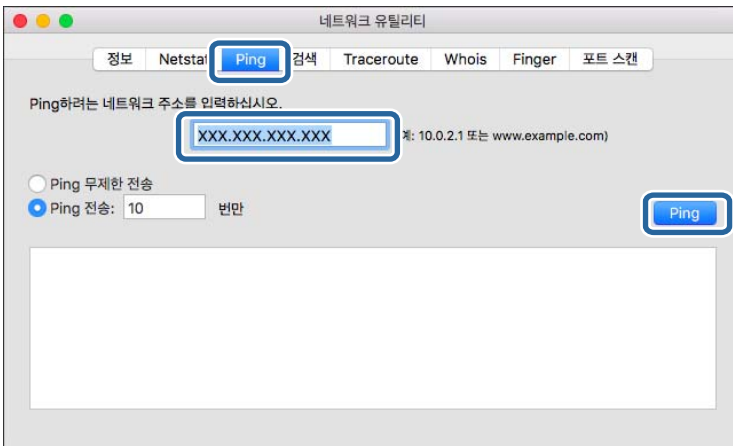 네트워크 유틸리티
정보 Netstat Ping 검색 Traceroute Whois Finger 포트 스캔
Ping하려는 네트워크 주소를 입력하십시오.
XXX.XXX.XXX.XXX 예: 10.0.2.1 또는 www.example.com)
Ping 무제한 전송
Ping 전송: 10 번만
Ping